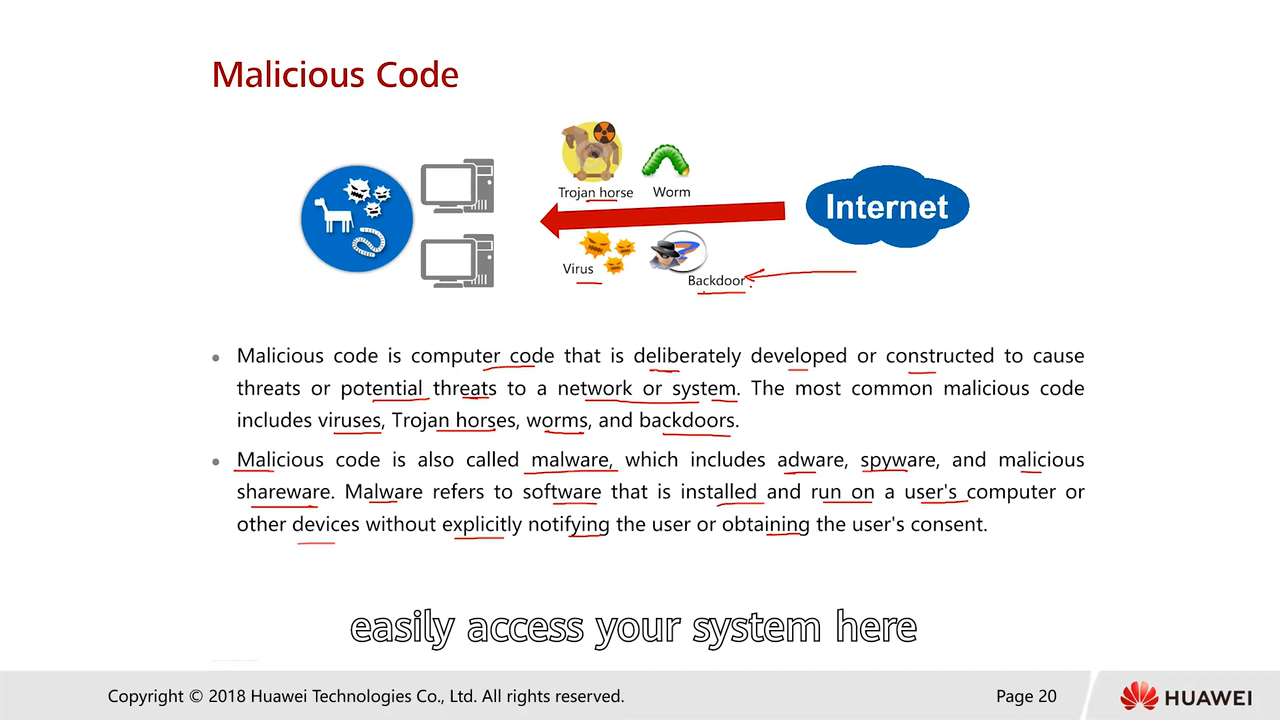 Malicious Code
Trojan horse
Worm
Internet
Virus
Backdoor
Malicious code is computer code that is deliberately developed or constructed to cause
threats or potential threats to a network or system. The most common malicious code
includes viruses, Trojan horses, worms, and backdoors.
Malicious code is also called malware, which includes adware, spyware, and malicious
shareware. Malware refers to software that is installed and run on a user's computer or
other devices without explicitly notifying the user or obtaining the user's consent.
easily access your system here
Copyright © 2018 Huawei Technologies Co., Ltd. All rights reserved.
Page 20
HUAWEI